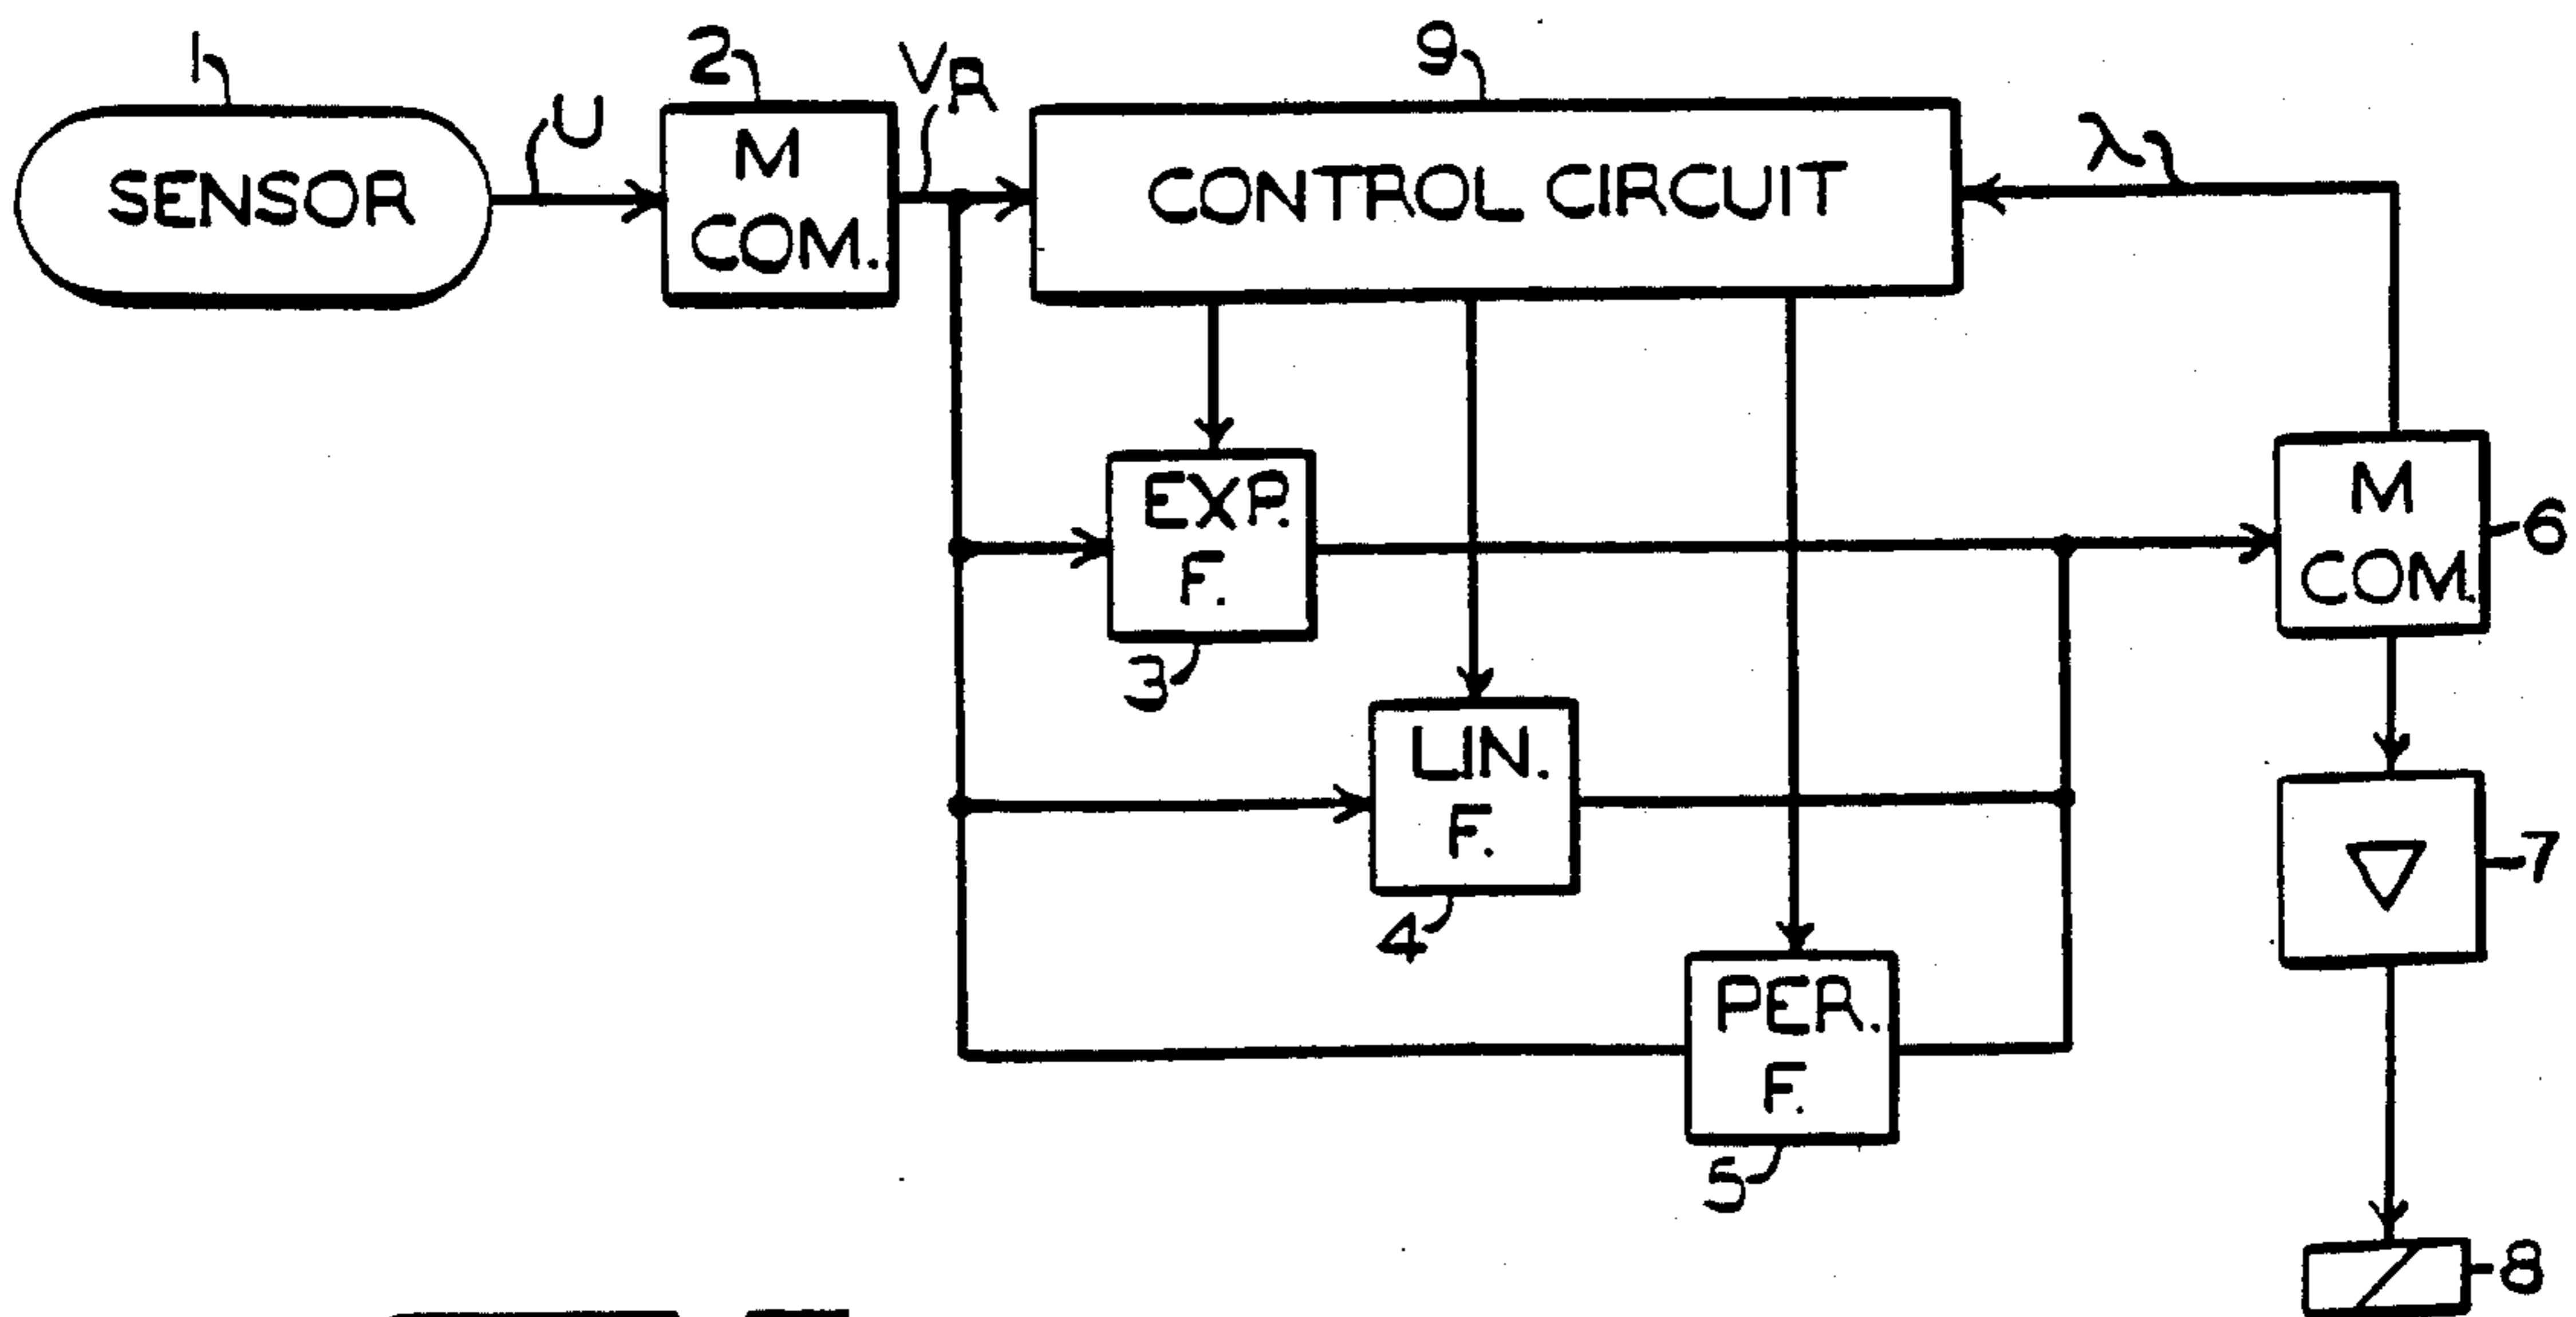 1
2
VR
9
U
λ
SENSOR
M
COM.
CONTROL CIRCUIT
EXP.
F.
3
M
COM.
6
LIN.
F.
4
7
PER.
F.
5
8